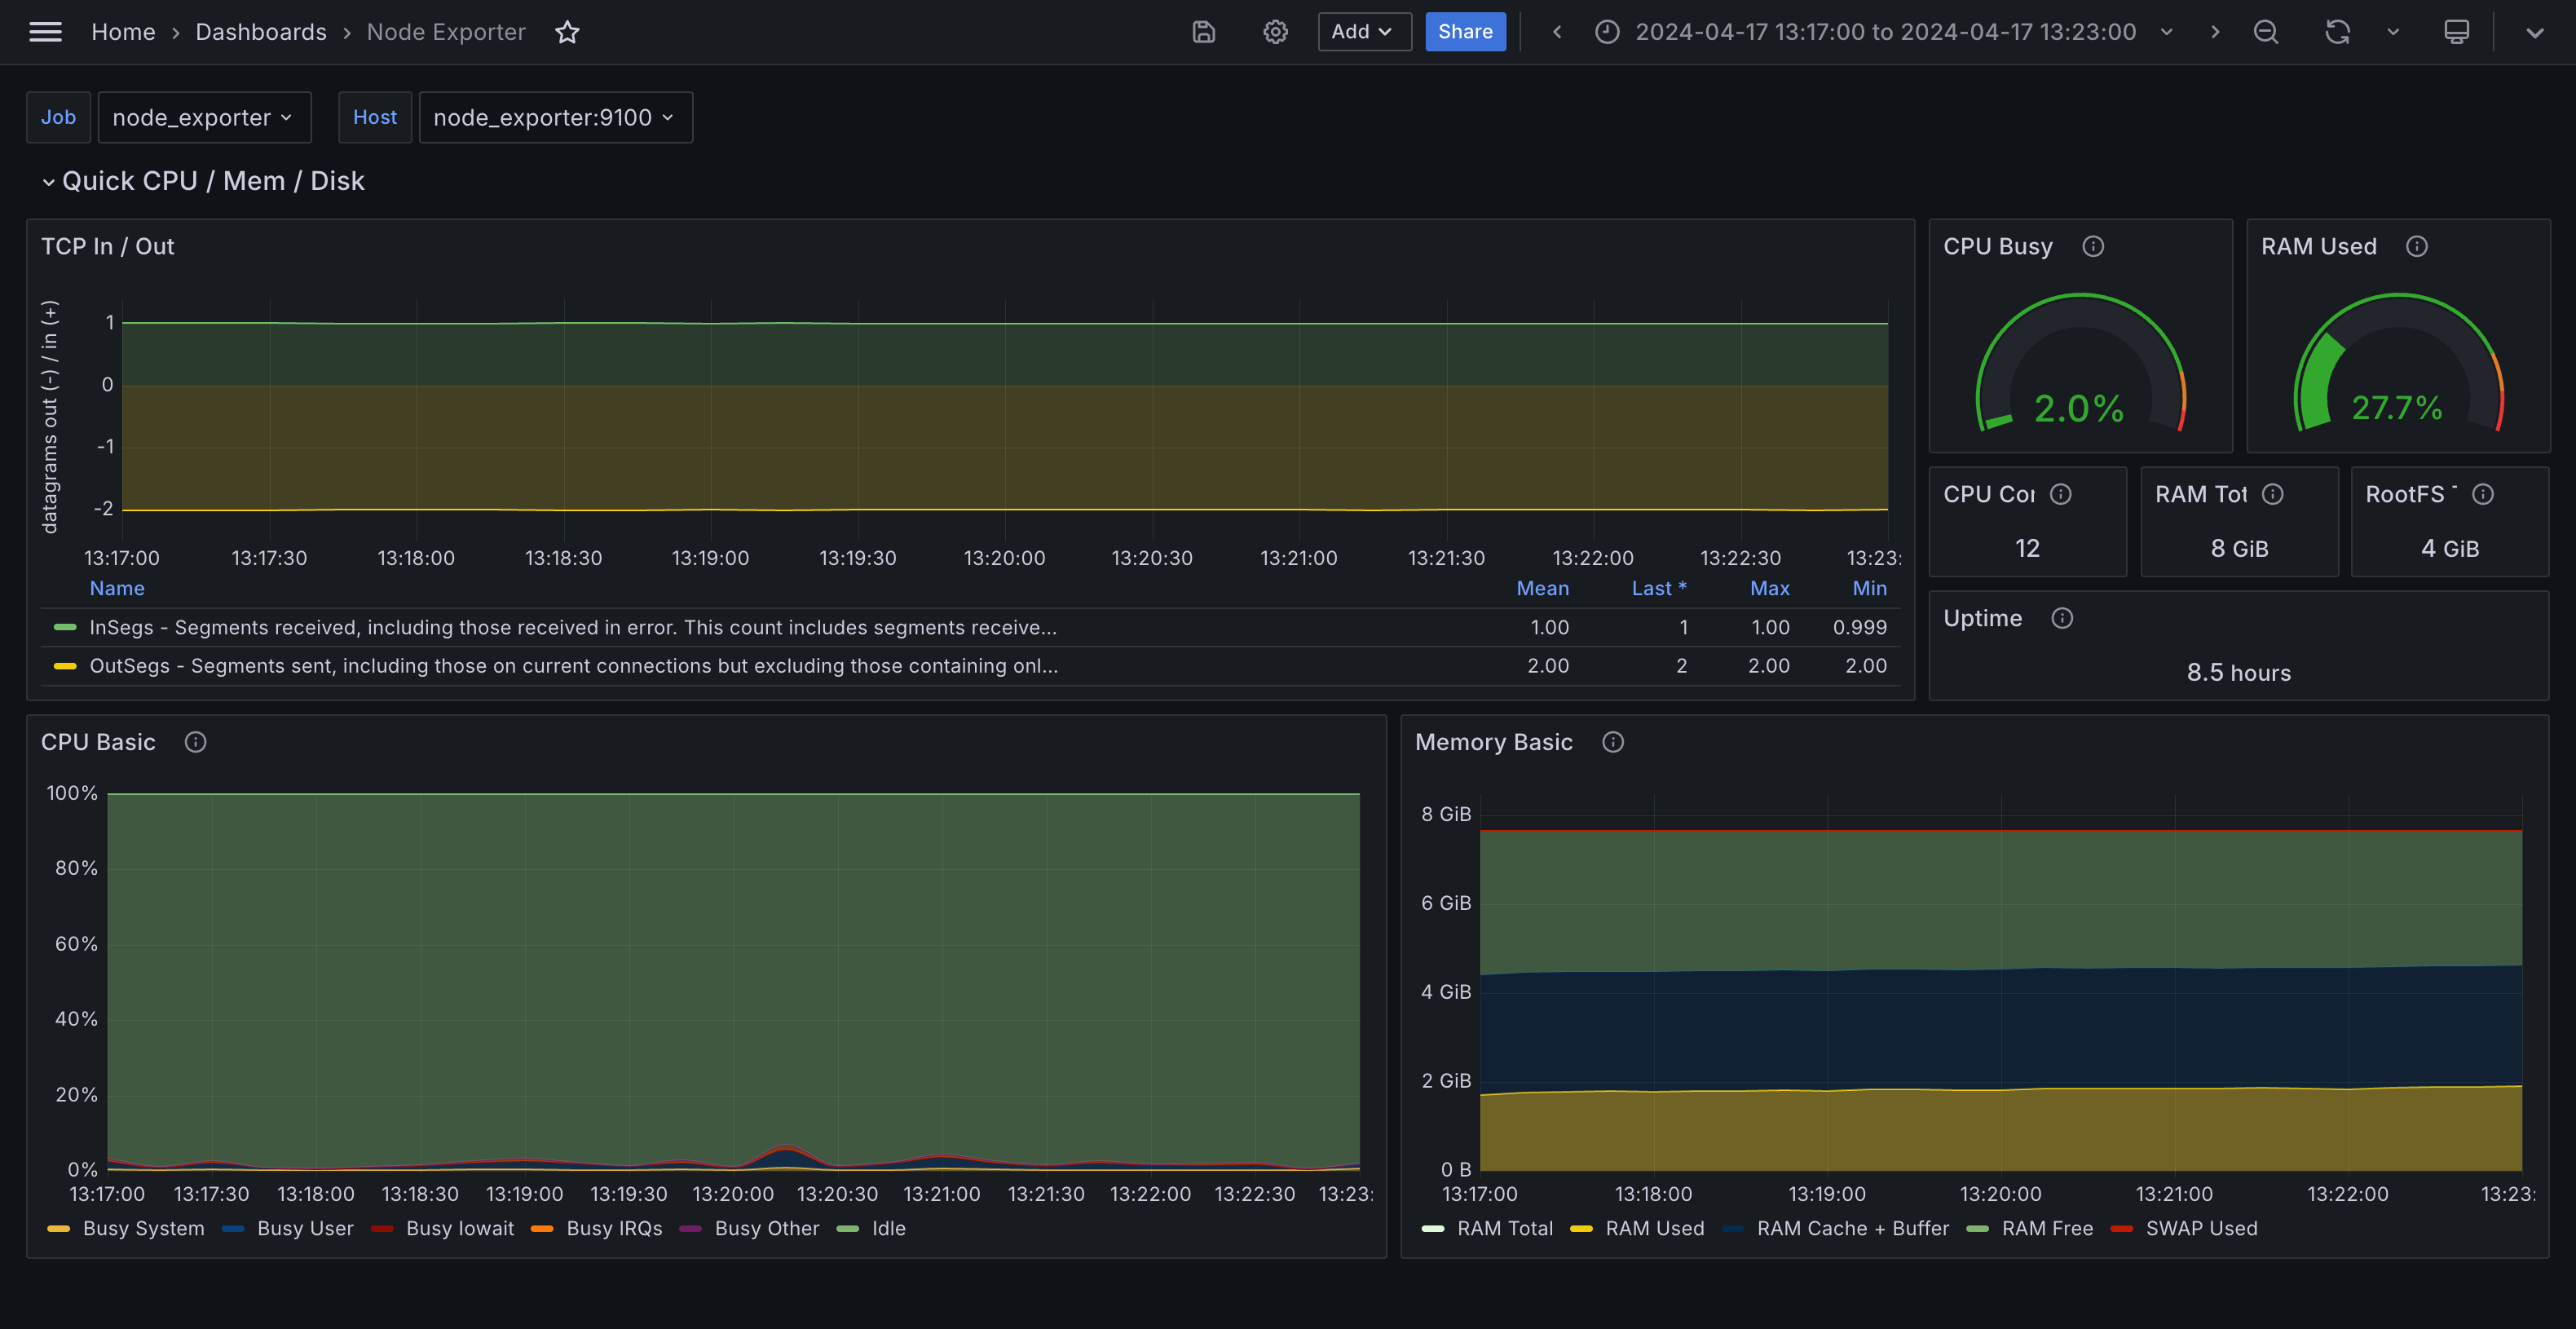 Home › Dashboards › Node Exporter
Add
Share
2024-04-17 13:17:00 to 2024-04-17 13:23:00
Job
node_exporter
Host
node_exporter:9100
Quick CPU / Mem / Disk
TCP In / Out
datagrams out (-) / in (+)
1
0
-1
-2
13:17:00 13:17:30 13:18:00 13:18:30 13:19:00 13:19:30 13:20:00 13:20:30 13:21:00 13:21:30 13:22:00 13:22:30 13:23:
Name Mean Last * Max Min
InSegs - Segments received, including those received in error. This count includes segments receive... 1.00 1 1.00 0.999
OutSegs - Segments sent, including those on current connections but excluding those containing onl... 2.00 2 2.00 2.00
CPU Busy
2.0%
RAM Used
27.7%
CPU Cor
12
RAM Tot
8 GiB
RootFS
4 GiB
Uptime
8.5 hours
CPU Basic
100%
80%
60%
40%
20%
0%
13:17:00 13:17:30 13:18:00 13:18:30 13:19:00 13:19:30 13:20:00 13:20:30 13:21:00 13:21:30 13:22:00 13:22:30 13:23:
Busy System Busy User Busy Iowait Busy IRQs Busy Other Idle
Memory Basic
8 GiB
6 GiB
4 GiB
2 GiB
0 B
13:17:00 13:18:00 13:19:00 13:20:00 13:21:00 13:22:00 13:23:
RAM Total RAM Used RAM Cache + Buffer RAM Free SWAP Used